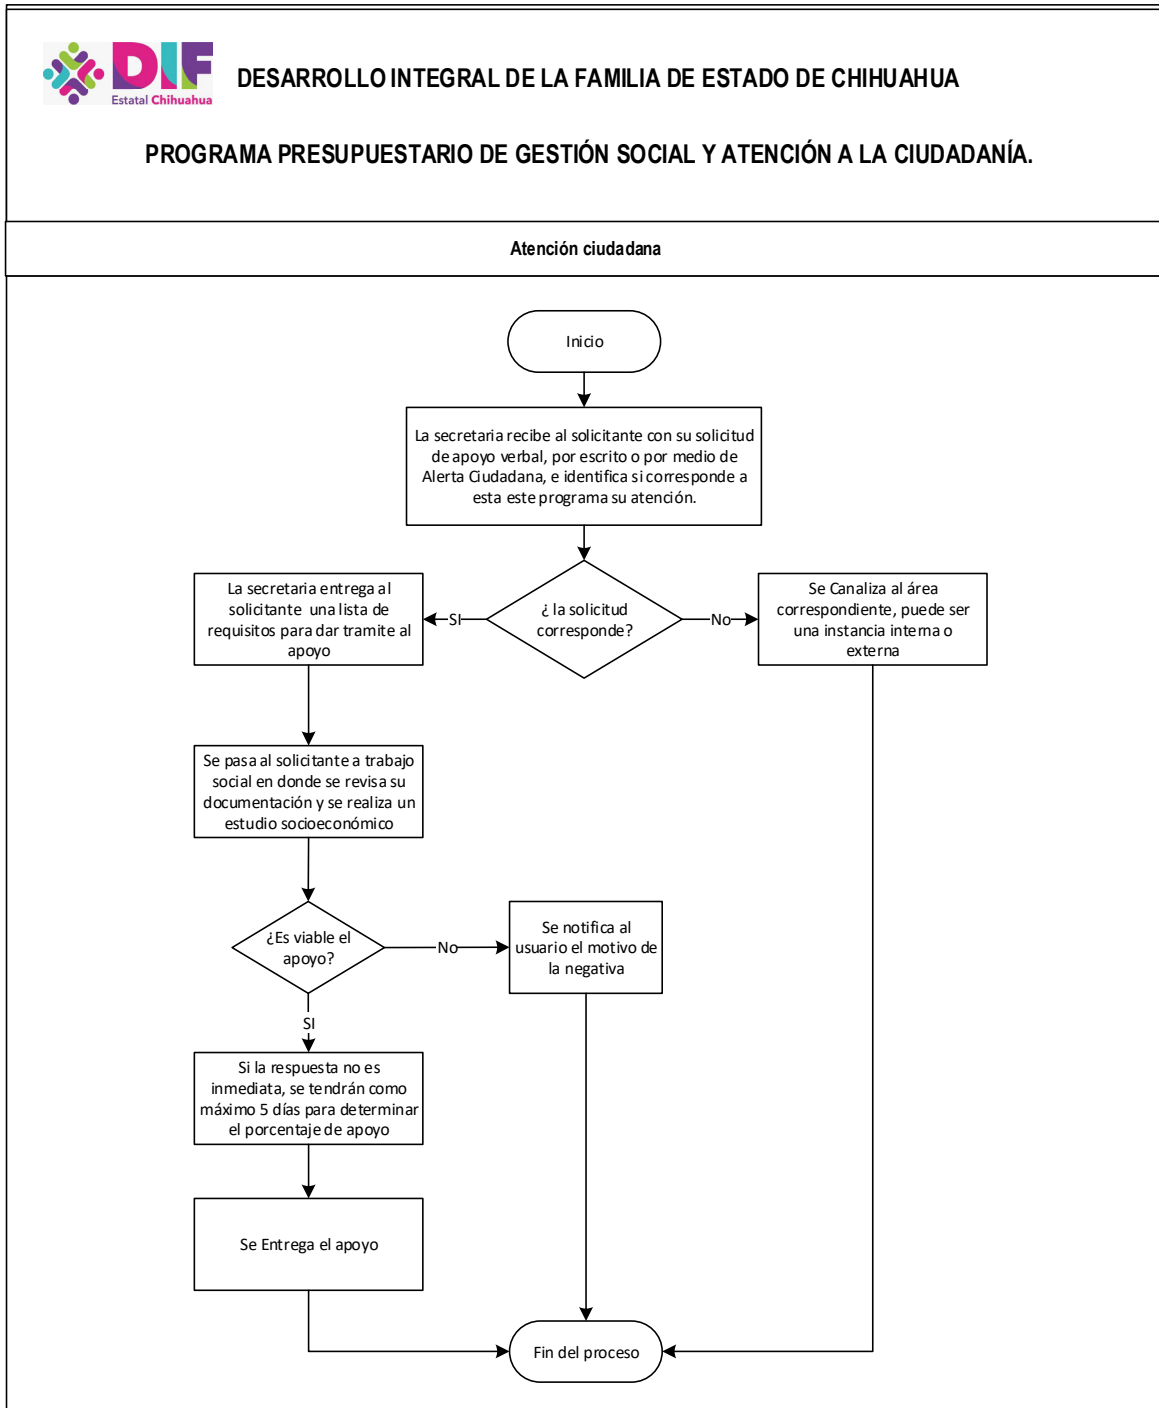 DIF
Estatal Chihuahua
DESARROLLO INTEGRAL DE LA FAMILIA DE ESTADO DE CHIHUAHUA
PROGRAMA PRESUPUESTARIO DE GESTIÓN SOCIAL Y ATENCIÓN A LA CIUDADANÍA.
Atención ciudadana
Inicio
La secretaria recibe al solicitante con su solicitud
de apoyo verbal, por escrito o por medio de
Alerta Ciudadana, e identifica si corresponde a
esta este programa su atención.
¿ la solicitud
corresponde?
SI
No
La secretaria entrega al
solicitante una lista de
requisitos para dar tramite al
apoyo
Se Canaliza al área
correspondiente, puede ser
una instancia interna o
externa
Se pasa al solicitante a trabajo
social en donde se revisa su
documentación y se realiza un
estudio socioeconómico
¿Es viable el
apoyo?
No
Se notifica al
usuario el motivo de
la negativa
SI
Si la respuesta no es
inmediata, se tendrán como
máximo 5 días para determinar
el porcentaje de apoyo
Se Entrega el apoyo
Fin del proceso